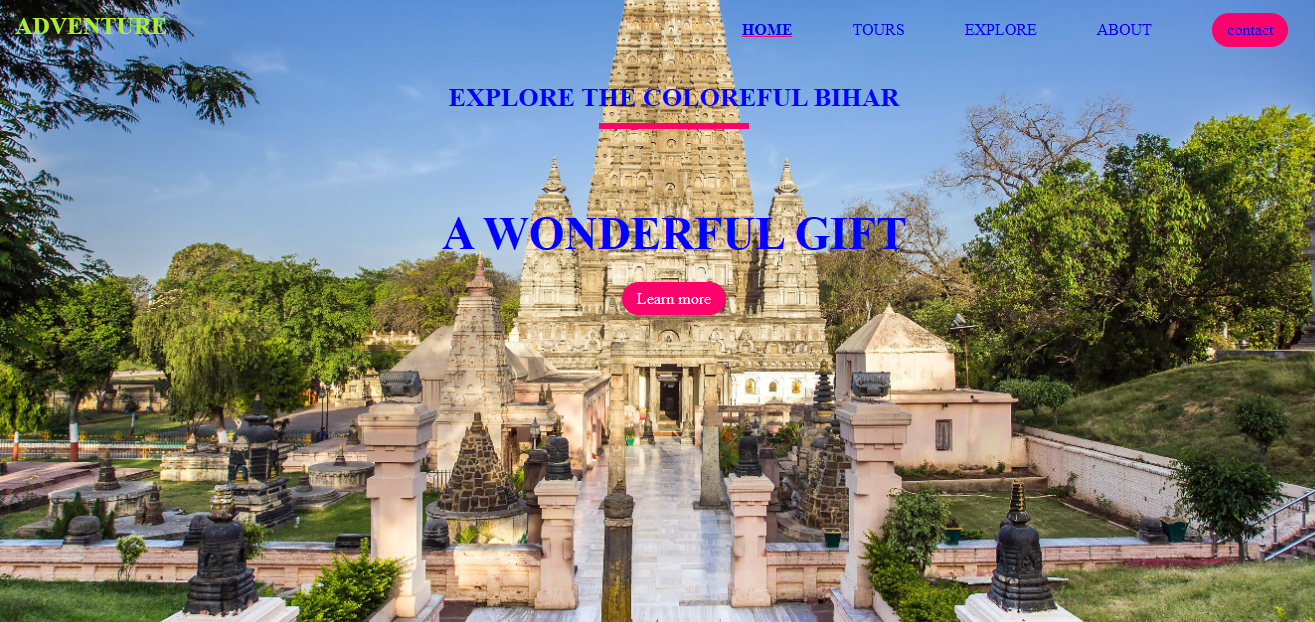 ADVENTURE
HOME TOURS EXPLORE ABOUT contact
EXPLORE THE COLOREFUL BIHAR
A WONDERFUL GIFT
Learn more